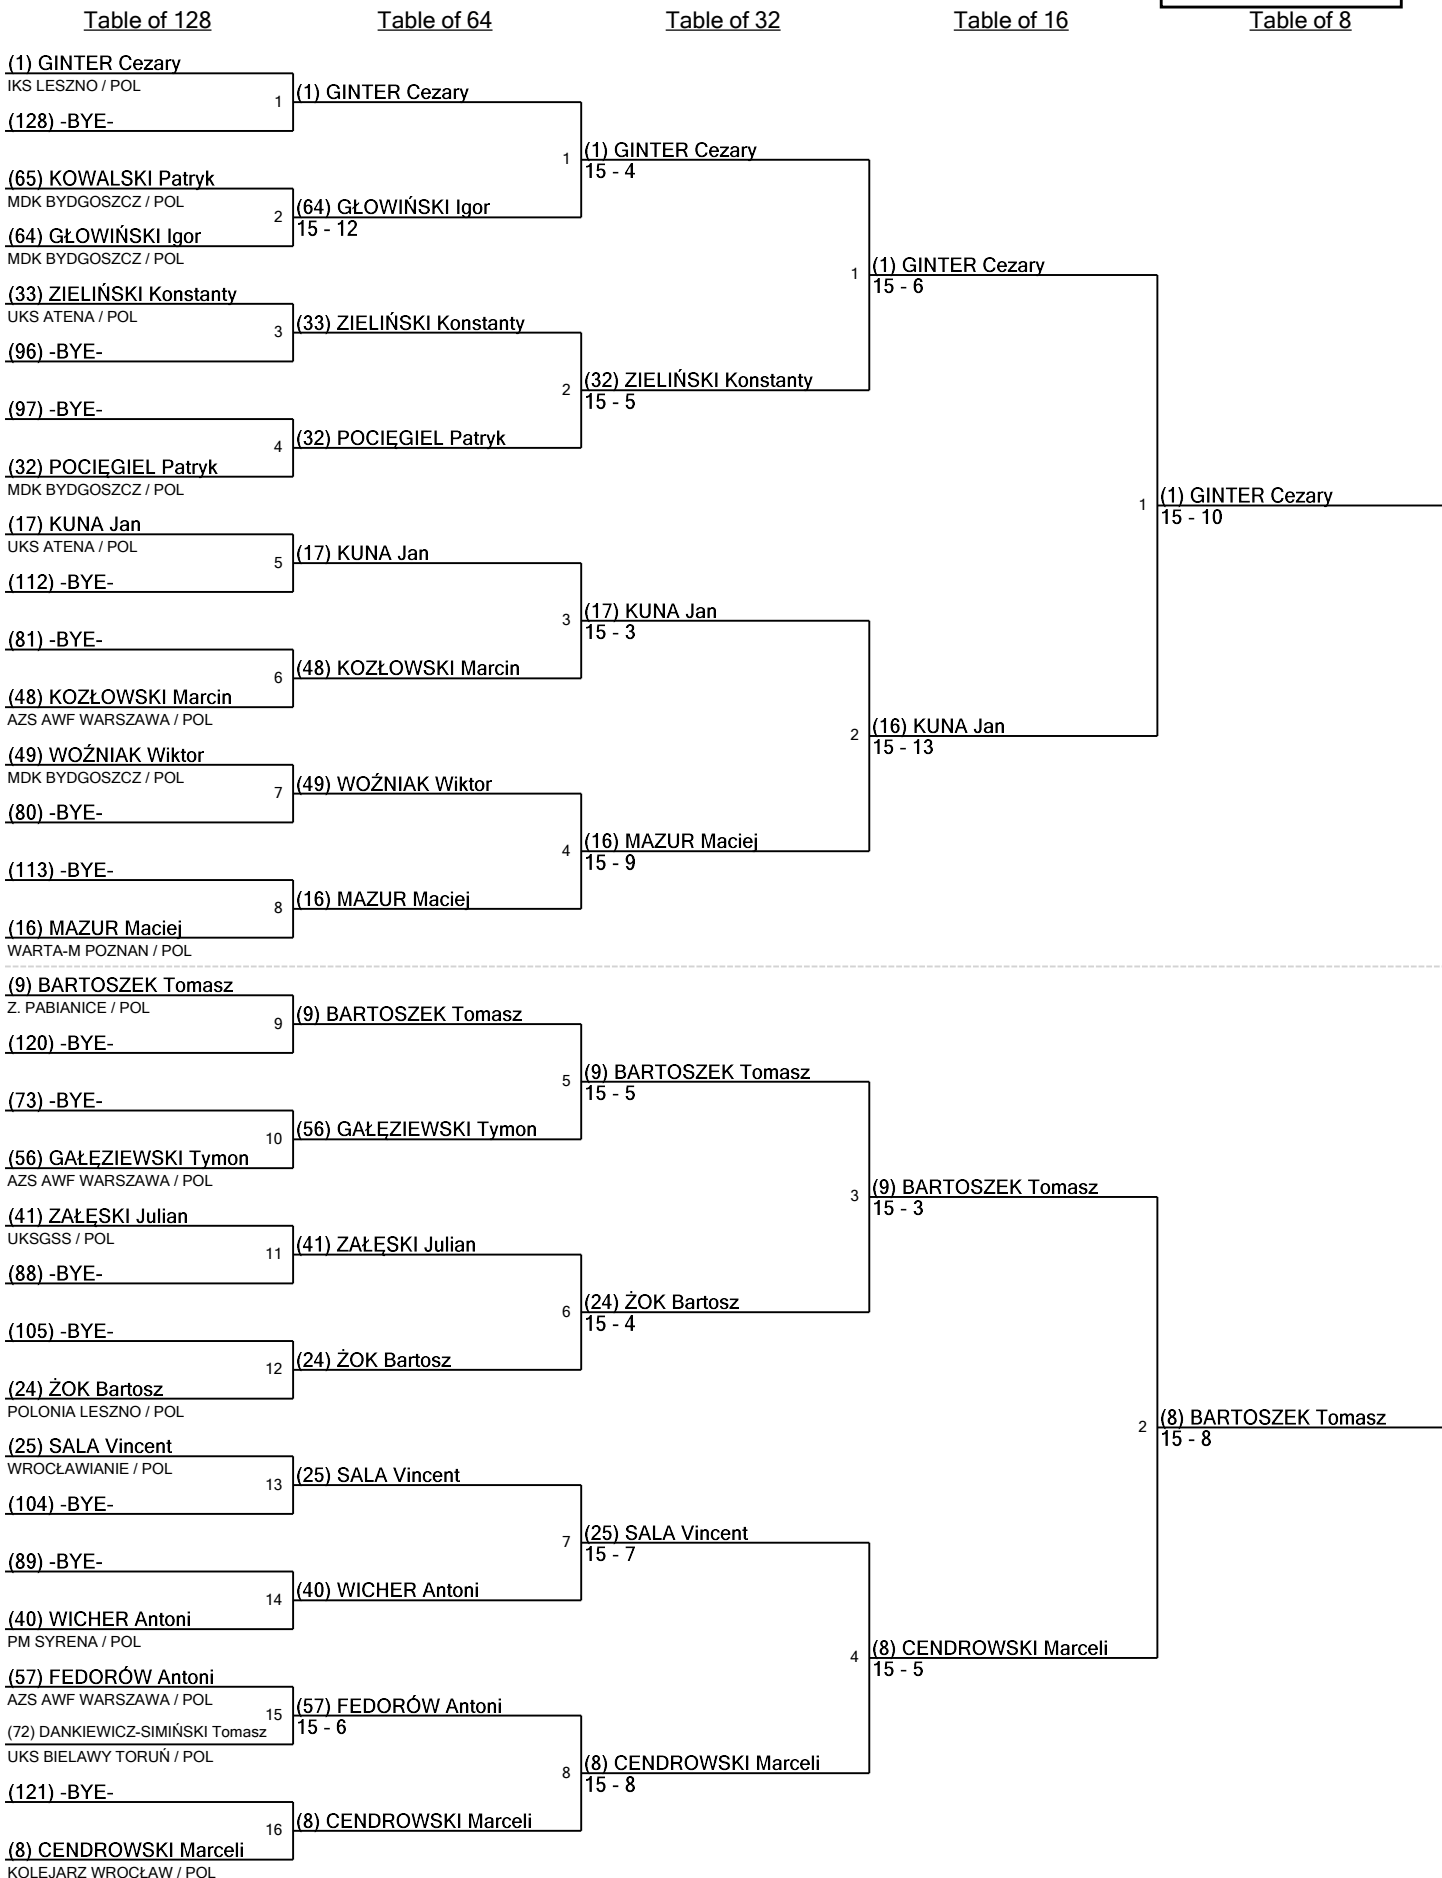 Table of 128
Table of 64
Table of 32
Table of 16
Table of 8
(1) GINTER Cezary
IKS LESZNO / POL
1
(128) -BYE-
(65) KOWALSKI Patryk
MDK BYDGOSZCZ / POL
2
(64) GŁOWIŃSKI Igor
MDK BYDGOSZCZ / POL
(33) ZIELIŃSKI Konstanty
UKS ATENA / POL
3
(96) -BYE-
(97) -BYE-
4
(32) POCIĘGIEL Patryk
MDK BYDGOSZCZ / POL
(17) KUNA Jan
UKS ATENA / POL
5
(112) -BYE-
(81) -BYE-
6
(48) KOZŁOWSKI Marcin
AZS AWF WARSZAWA / POL
(49) WOŹNIAK Wiktor
MDK BYDGOSZCZ / POL
7
(80) -BYE-
(113) -BYE-
8
(16) MAZUR Maciej
WARTA-M POZNAN / POL
(9) BARTOSZEK Tomasz
Z. PABIANICE / POL
9
(120) -BYE-
(73) -BYE-
10
(56) GAŁĘZIEWSKI Tymon
AZS AWF WARSZAWA / POL
(41) ZAŁĘSKI Julian
UKSGSS / POL
11
(88) -BYE-
(105) -BYE-
12
(24) ŻOK Bartosz
POLONIA LESZNO / POL
(25) SALA Vincent
WROCŁAWIANIE / POL
13
(104) -BYE-
(89) -BYE-
14
(40) WICHER Antoni
PM SYRENA / POL
(57) FEDORÓW Antoni
AZS AWF WARSZAWA / POL
15
(72) DANKIEWICZ-SIMIŃSKI Tomasz
UKS BIELAWY TORUŃ / POL
(121) -BYE-
16
(8) CENDROWSKI Marceli
KOLEJARZ WROCŁAW / POL
(1) GINTER Cezary
1
(64) GŁOWIŃSKI Igor
15 - 12
(33) ZIELIŃSKI Konstanty
2
(32) POCIĘGIEL Patryk
(17) KUNA Jan
3
(48) KOZŁOWSKI Marcin
(49) WOŹNIAK Wiktor
4
(16) MAZUR Maciej
(9) BARTOSZEK Tomasz
5
(56) GAŁĘZIEWSKI Tymon
(41) ZAŁĘSKI Julian
6
(24) ŻOK Bartosz
(25) SALA Vincent
7
(40) WICHER Antoni
(57) FEDORÓW Antoni
15 - 6
8
(8) CENDROWSKI Marceli
(1) GINTER Cezary
15 - 4
1
(32) ZIELIŃSKI Konstanty
15 - 5
(17) KUNA Jan
15 - 3
2
(16) MAZUR Maciej
15 - 9
(9) BARTOSZEK Tomasz
15 - 5
3
(24) ŻOK Bartosz
15 - 4
(25) SALA Vincent
15 - 7
4
(8) CENDROWSKI Marceli
15 - 8
(1) GINTER Cezary
15 - 6
1
(16) KUNA Jan
15 - 13
(9) BARTOSZEK Tomasz
15 - 3
2
(8) CENDROWSKI Marceli
15 - 5
(1) GINTER Cezary
15 - 10
(8) BARTOSZEK Tomasz
15 - 8